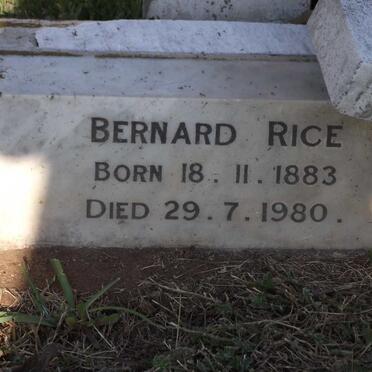 BERNARD RICE
BORN 18 . 11 . 1883
DIED 29 . 7 . 1980 .